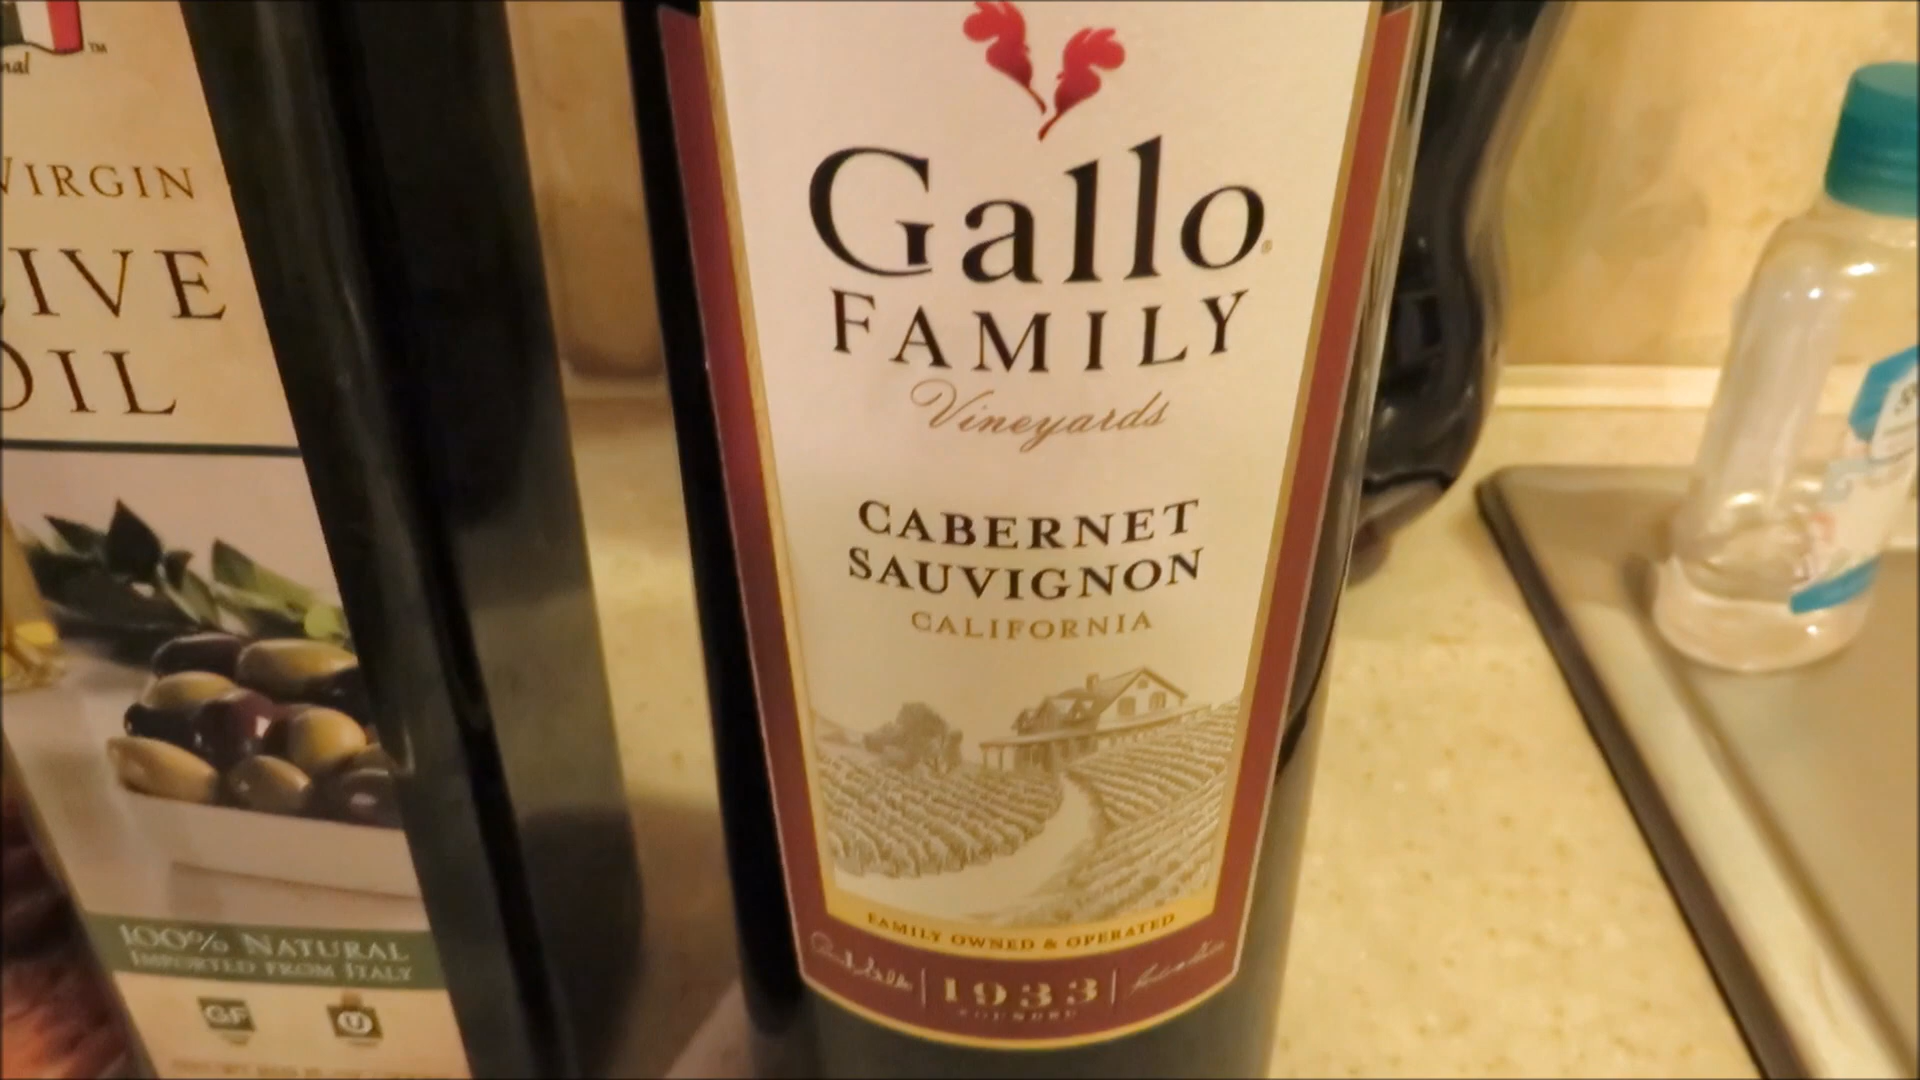 VIRGIN
IVE
OIL
100% NATURAL
IMPORTED FROM ITALY
GF
U
Gallo
FAMILY
Vineyards
CABERNET
SAUVIGNON
CALIFORNIA
FAMILY OWNED & OPERATED
1933
FOUNDED